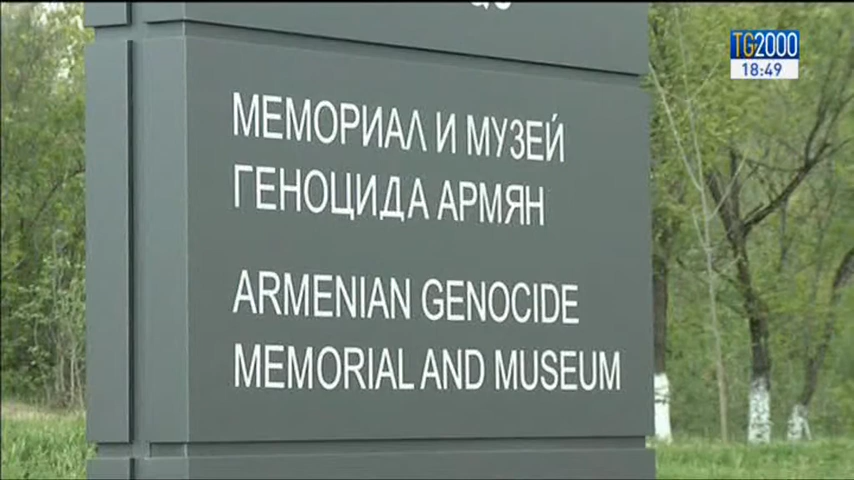 TG2000
18:49
МЕМОРИАЛ И МУЗЕЙ
ГЕНОЦИДА АРМЯН
ARMENIAN GENOCIDE
MEMORIAL AND MUSEUM